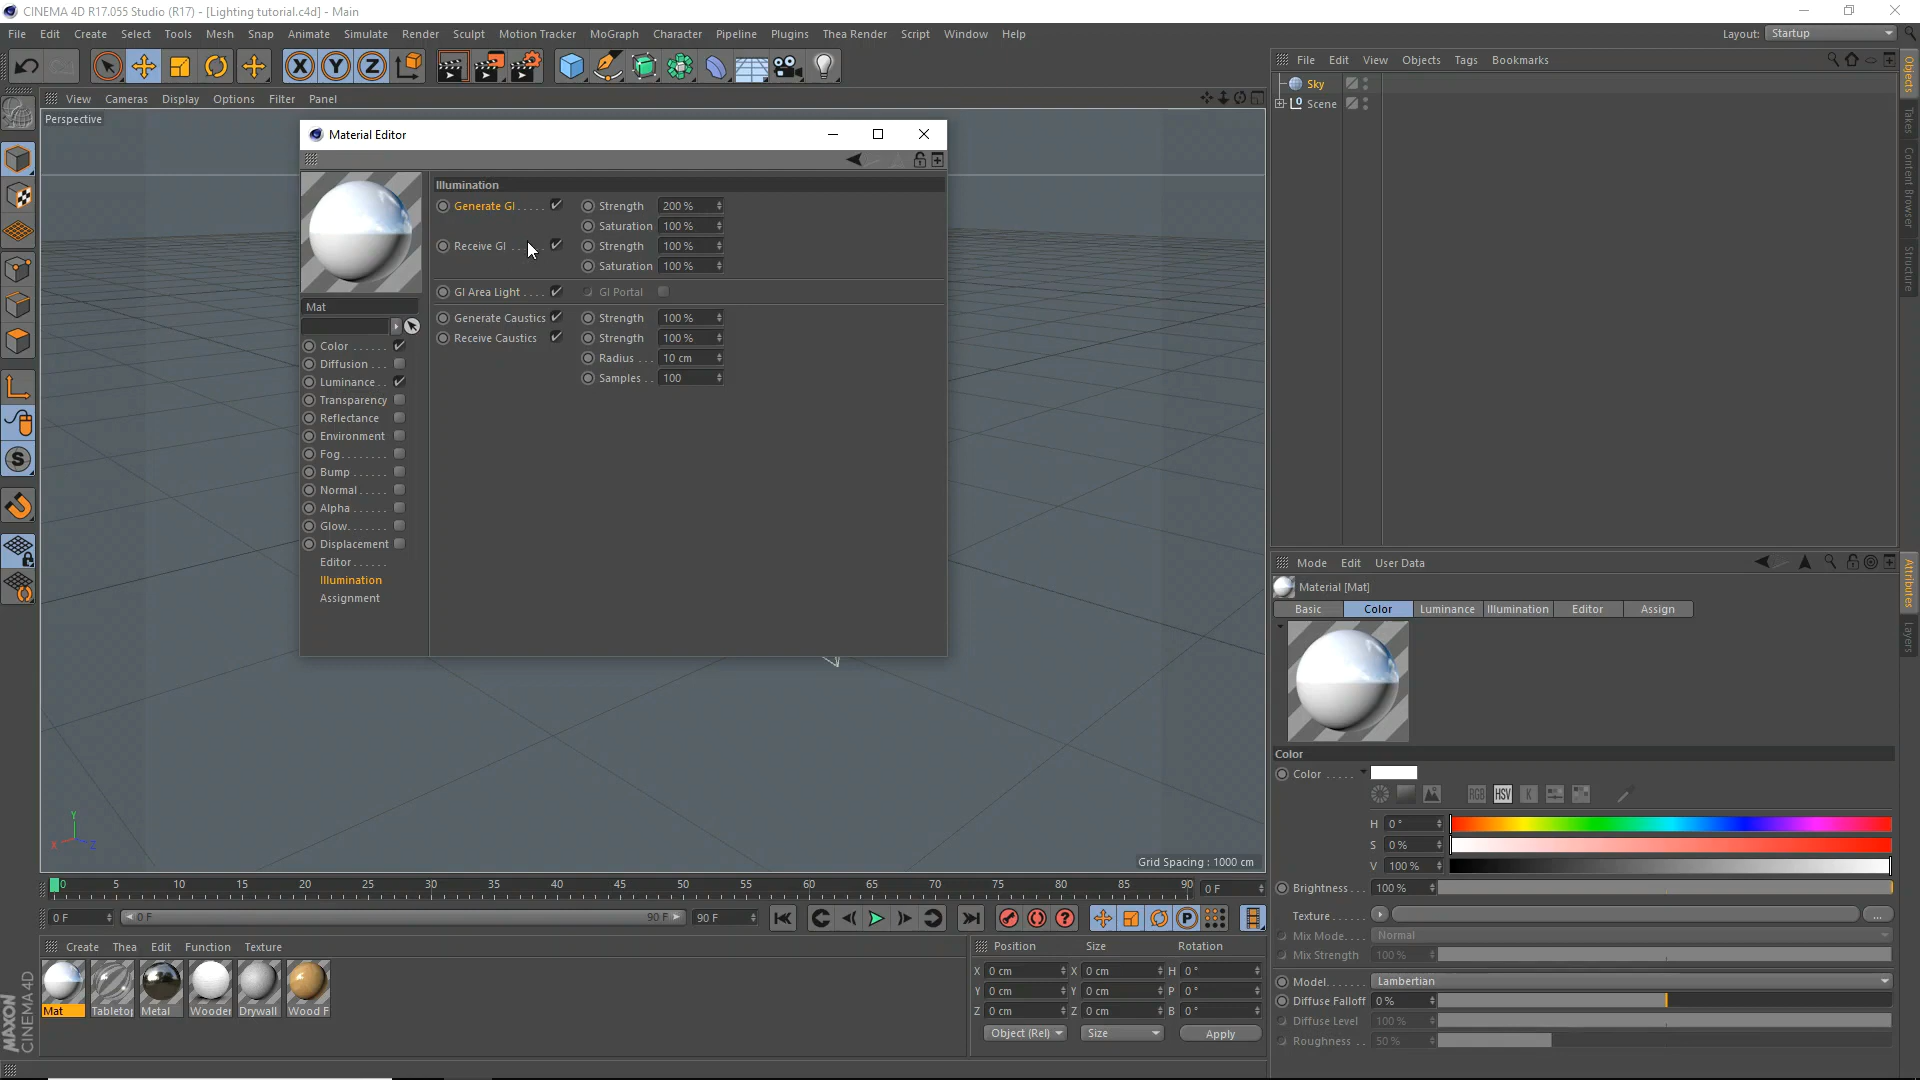 CINEMA 4D R17.055 Studio (R17) - [Lighting tutorial.c4d] - Main
File Edit Create Select Tools Mesh Snap Animate Simulate Render Sculpt Motion Tracker MoGraph Character Pipeline Plugins Thea Render Script Window Help
Layout: Startup
X Y Z
File Edit View Objects Tags Bookmarks
View Cameras Display Options Filter Panel
Perspective
Sky
0 Scene
Objects
Takes
Content Browser
Structure
Material Editor
Illumination
Generate GI Strength 200 %
Saturation 100 %
Receive GI Strength 100 %
Saturation 100 %
GI Area Light GI Portal
Generate Caustics Strength 100 %
Receive Caustics Strength 100 %
Radius 10 cm
Samples 100
Mat
Color
Diffusion
Luminance
Transparency
Reflectance
Environment
Fog
Bump
Normal
Alpha
Glow
Displacement
Editor
Illumination
Assignment
S
Y
X Z
Grid Spacing : 1000 cm
0 5 10 15 20 25 30 35 40 45 50 55 60 65 70 75 80 85 90 0 F
0 F 0 F 90 F 90 F ? P
Create Thea Edit Function Texture
Mat Tabletop Metal Wooden Drywall Wood F
Position Size Rotation
X 0 cm X 0 cm H 0 °
Y 0 cm Y 0 cm P 0 °
Z 0 cm Z 0 cm B 0 °
Object (Rel) Size Apply
MAXON
CINEMA 4D
Mode Edit User Data
Material [Mat]
Basic Color Luminance Illumination Editor Assign
Attributes
Layers
Color
Color
RGB HSV K
H 0 °
S 0 %
V 100 %
Brightness 100 %
Texture ...
Mix Mode Normal
Mix Strength 100 %
Model Lambertian
Diffuse Falloff 0 %
Diffuse Level 100 %
Roughness 50 %